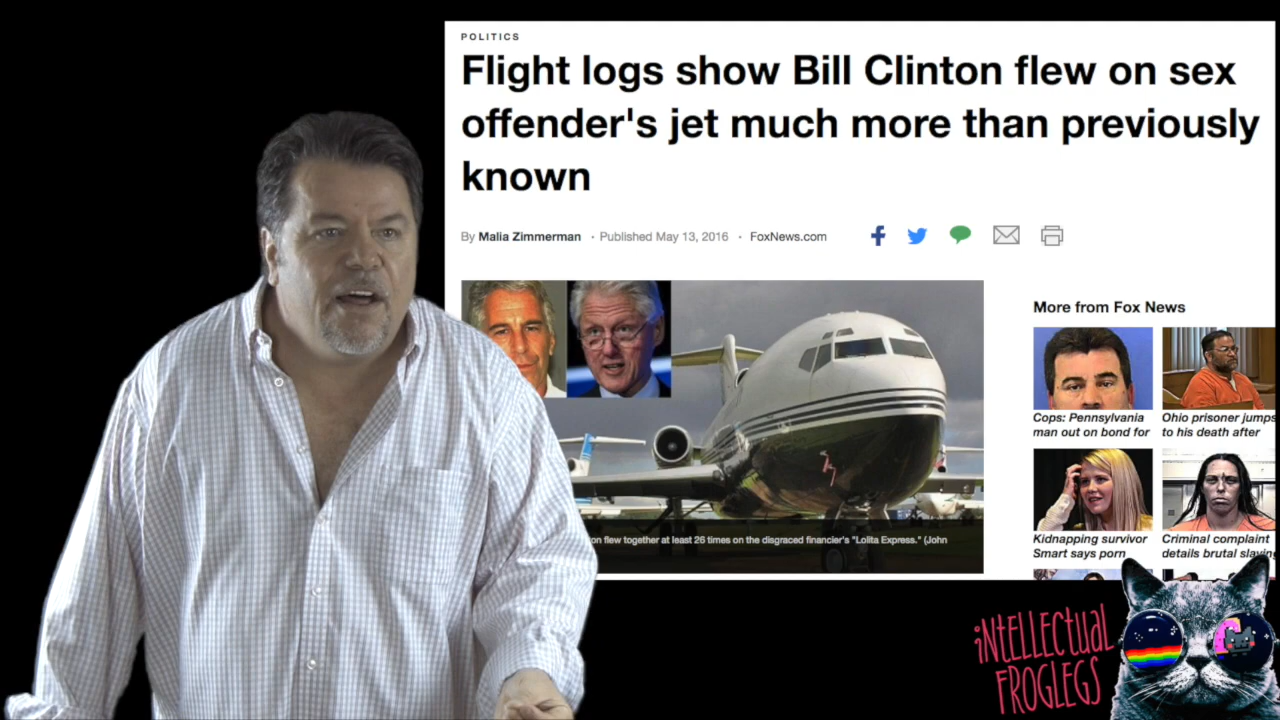 POLITICS
Flight logs show Bill Clinton flew on sex
offender's jet much more than previously
known
By Malia Zimmerman · Published May 13, 2016 · FoxNews.com
More from Fox News
Cops: Pennsylvania
man out on bond for
Ohio prisoner jumps
to his death after
on flew together at least 26 times on the disgraced financier's "Lolita Express." (John
Kidnapping survivor
Smart says porn
Criminal complaint
details brutal slaying
iNTELLECTUAL
FROGLEGS